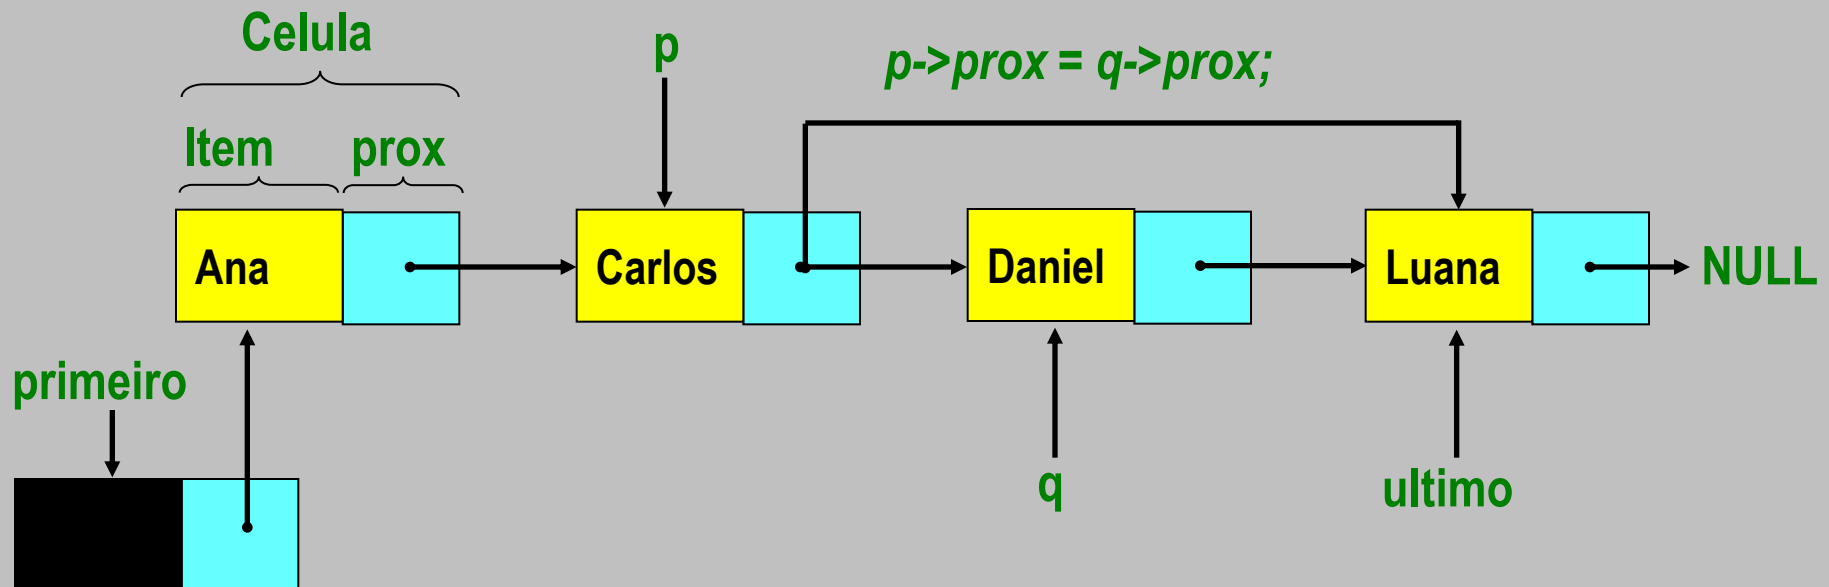 Celula
p
p->prox = q->prox;
Item
prox
Ana
Carlos
Daniel
Luana
NULL
primeiro
q
ultimo